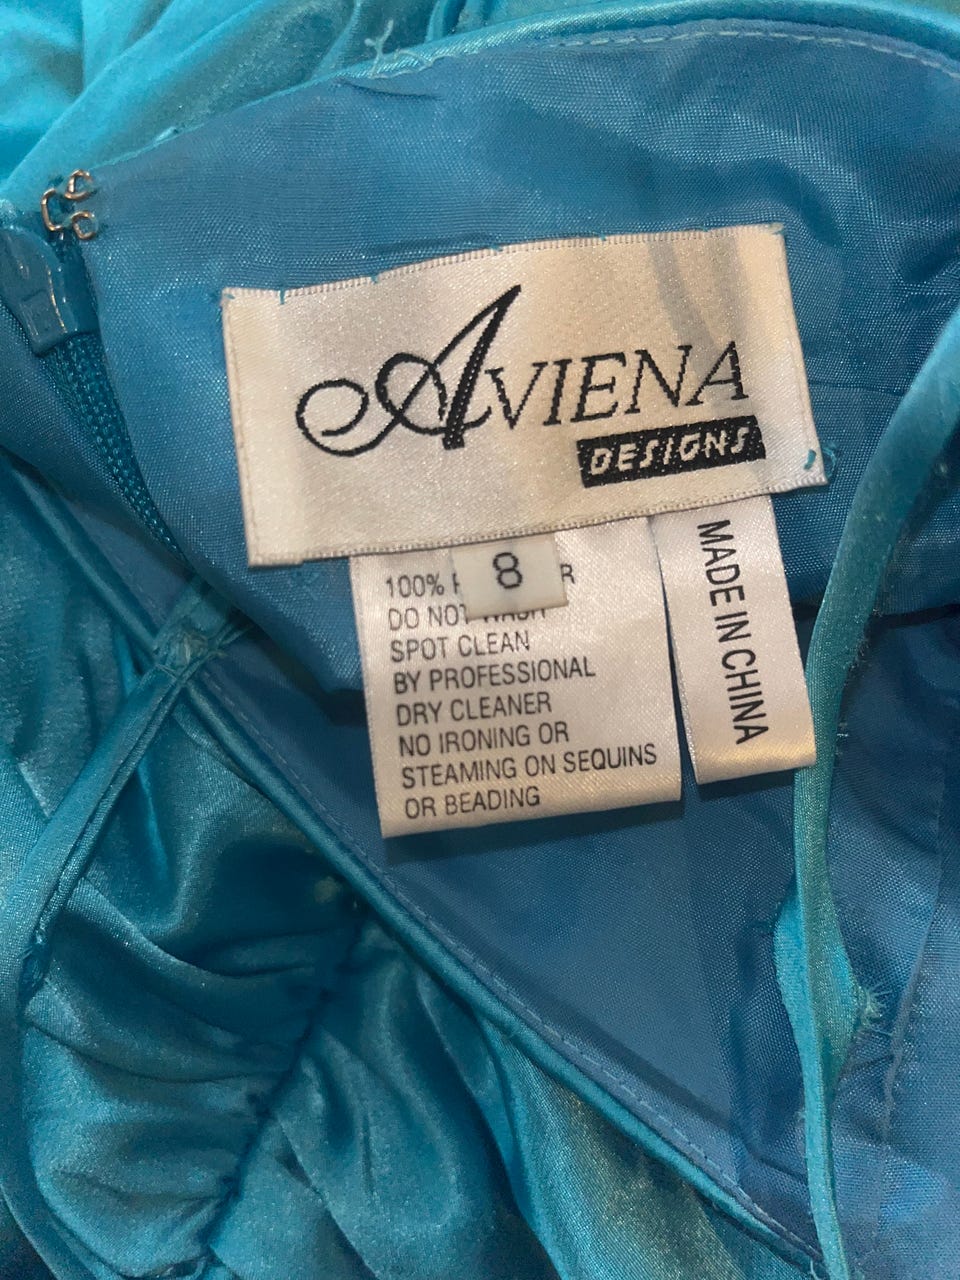 AVIENA
DESIGNS
8
100%
DO NOT WASH
SPOT CLEAN
BY PROFESSIONAL
DRY CLEANER
NO IRONING OR
STEAMING ON SEQUINS
OR BEADING
MADE IN CHINA